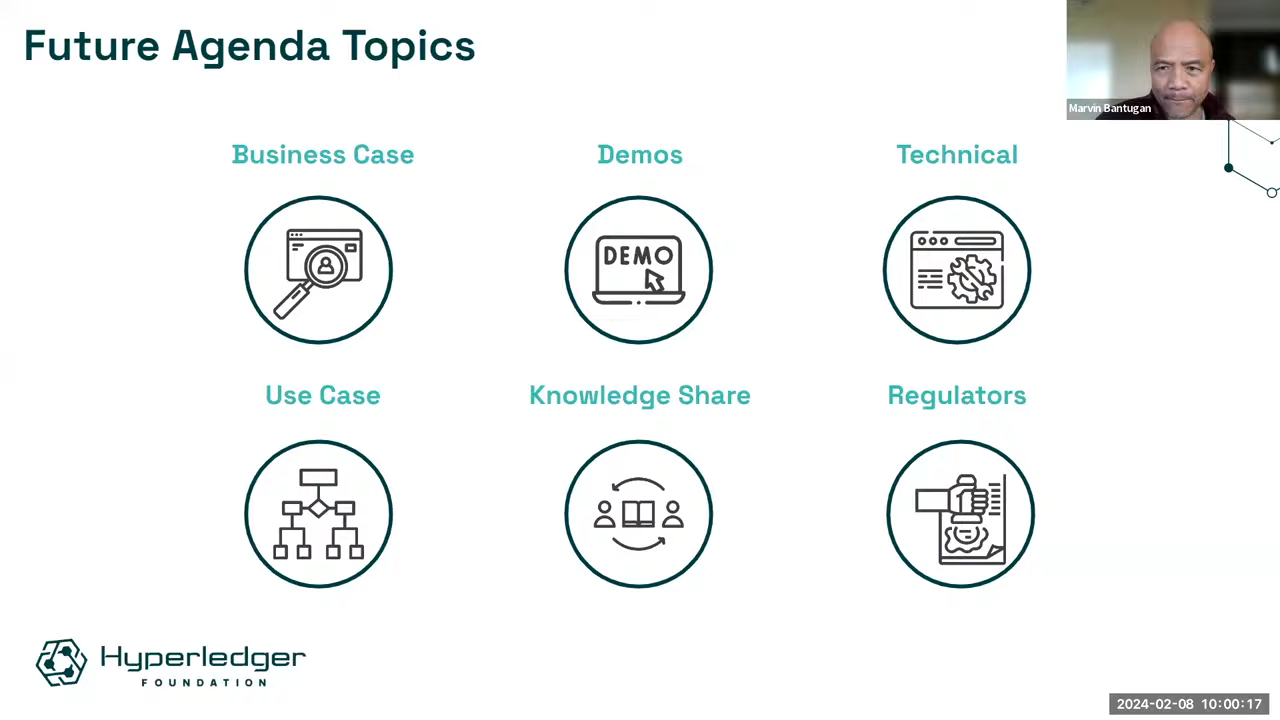 Future Agenda Topics
Marvin Bantugan
Business Case
Demos
Technical
DEMO
Use Case
Knowledge Share
Regulators
Hyperledger
FOUNDATION
2024-02-08 10:00:17